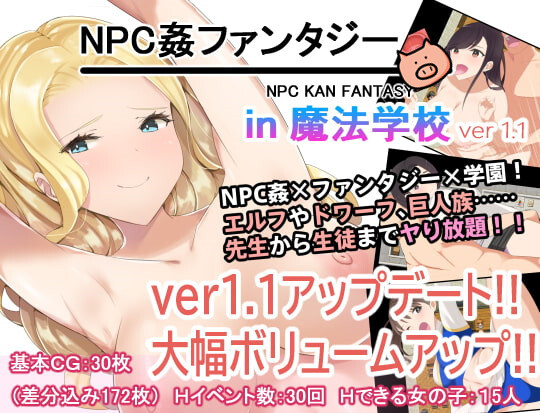 NPC姦ファンタジー
NPC KAN FANTASY
in 魔法学校 ver 1.1
NPC姦×ファンタジー×学園！
エルフやドワーフ、巨人族……
先生から生徒までヤり放題！！
ver1.1アップデート!!
大幅ボリュームアップ!!
基本CG：30枚
（差分込み172枚） Hイベント数：30回 Hできる女の子：15人